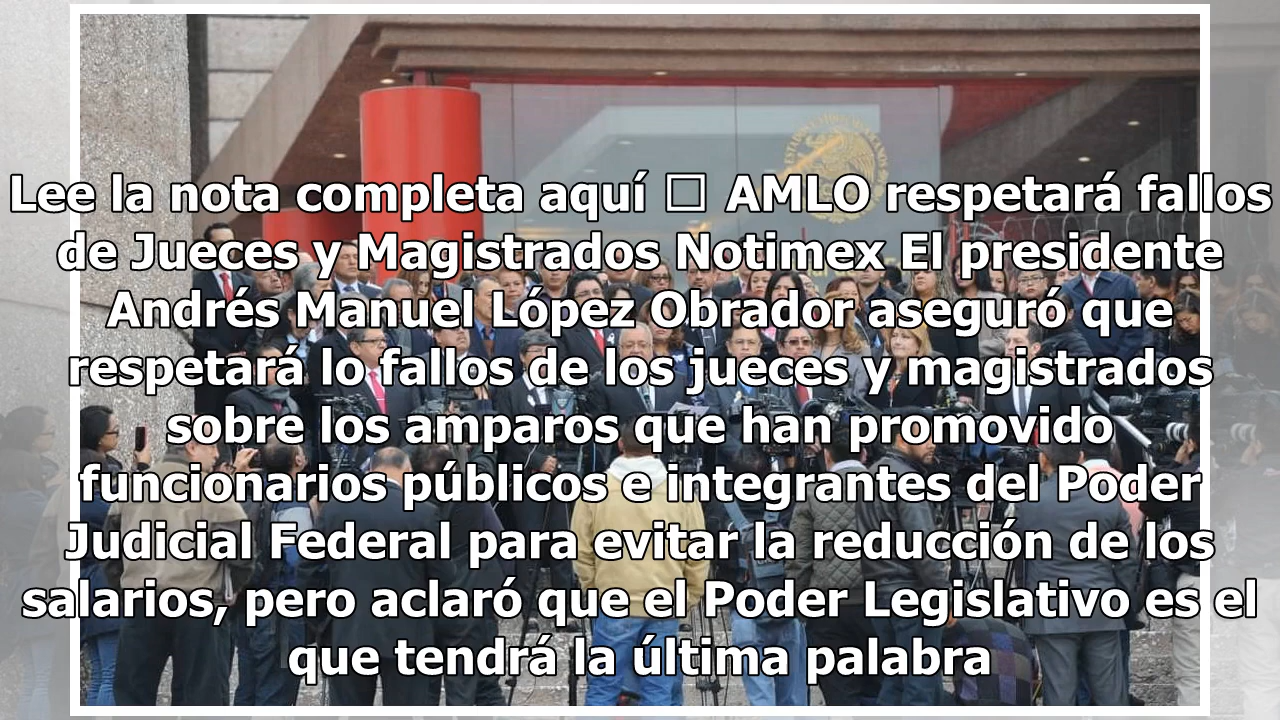 Lee la nota completa aquí □ AMLO respetará fallos
de Jueces y Magistrados Notimex El presidente
Andrés Manuel López Obrador aseguró que
respetará lo fallos de los jueces y magistrados
sobre los amparos que han promovido
funcionarios públicos e integrantes del Poder
Judicial Federal para evitar la reducción de los
salarios, pero aclaró que el Poder Legislativo es el
que tendrá la última palabra